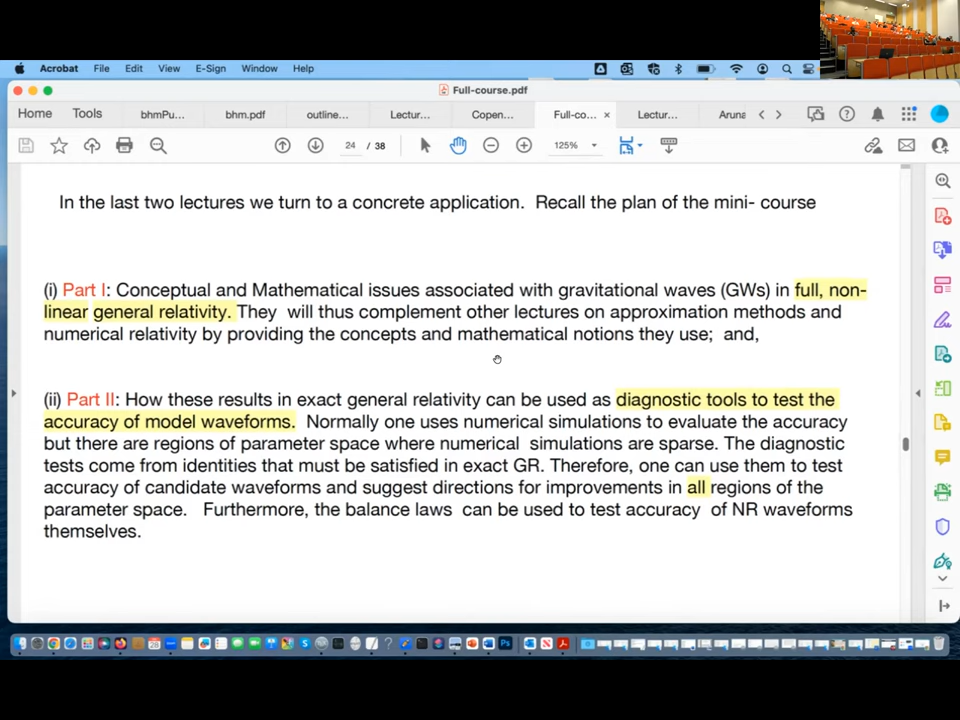 Acrobat File Edit View E-Sign Window Help
Full-course.pdf
Home Tools bhmPu... bhm.pdf outline... Lectur... Copen... Full-co... × Lectur... Aruna
24 / 38 125%
In the last two lectures we turn to a concrete application. Recall the plan of the mini- course
(i) Part I: Conceptual and Mathematical issues associated with gravitational waves (GWs) in full, non-
linear general relativity. They will thus complement other lectures on approximation methods and
numerical relativity by providing the concepts and mathematical notions they use; and,
(ii) Part II: How these results in exact general relativity can be used as diagnostic tools to test the
accuracy of model waveforms. Normally one uses numerical simulations to evaluate the accuracy
but there are regions of parameter space where numerical simulations are sparse. The diagnostic
tests come from identities that must be satisfied in exact GR. Therefore, one can use them to test
accuracy of candidate waveforms and suggest directions for improvements in all regions of the
parameter space. Furthermore, the balance laws can be used to test accuracy of NR waveforms
themselves.